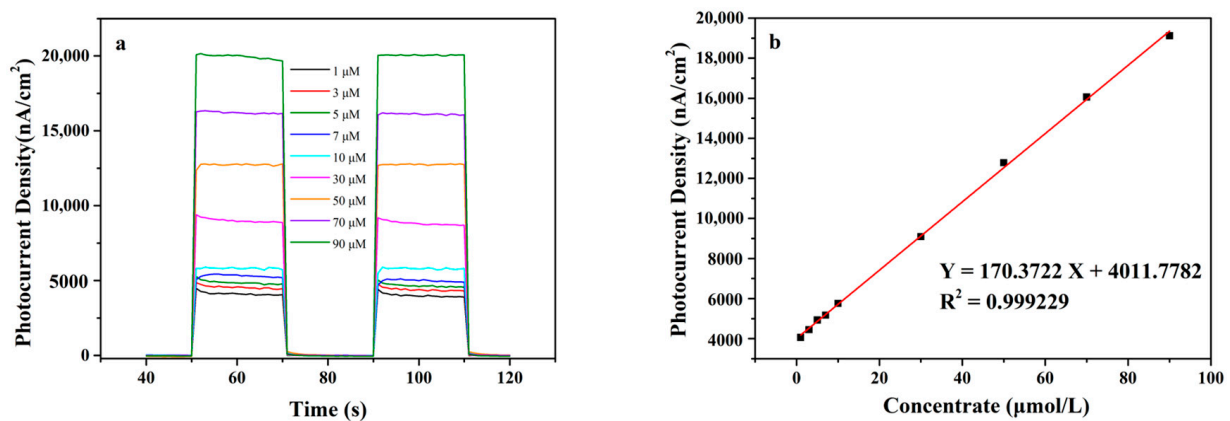 a
Photocurrent Density(nA/cm²)
20,000
15,000
10,000
5000
0
40
60
80
100
120
Time (s)
1 μM
3 μM
5 μM
7 μM
10 μM
30 μM
50 μM
70 μM
90 μM
b
Photocurrent Density (nA/cm²)
20,000
18,000
16,000
14,000
12,000
10,000
8000
6000
4000
0
20
40
60
80
100
Concentrate (μmol/L)
Y = 170.3722 X + 4011.7782
R² = 0.999229